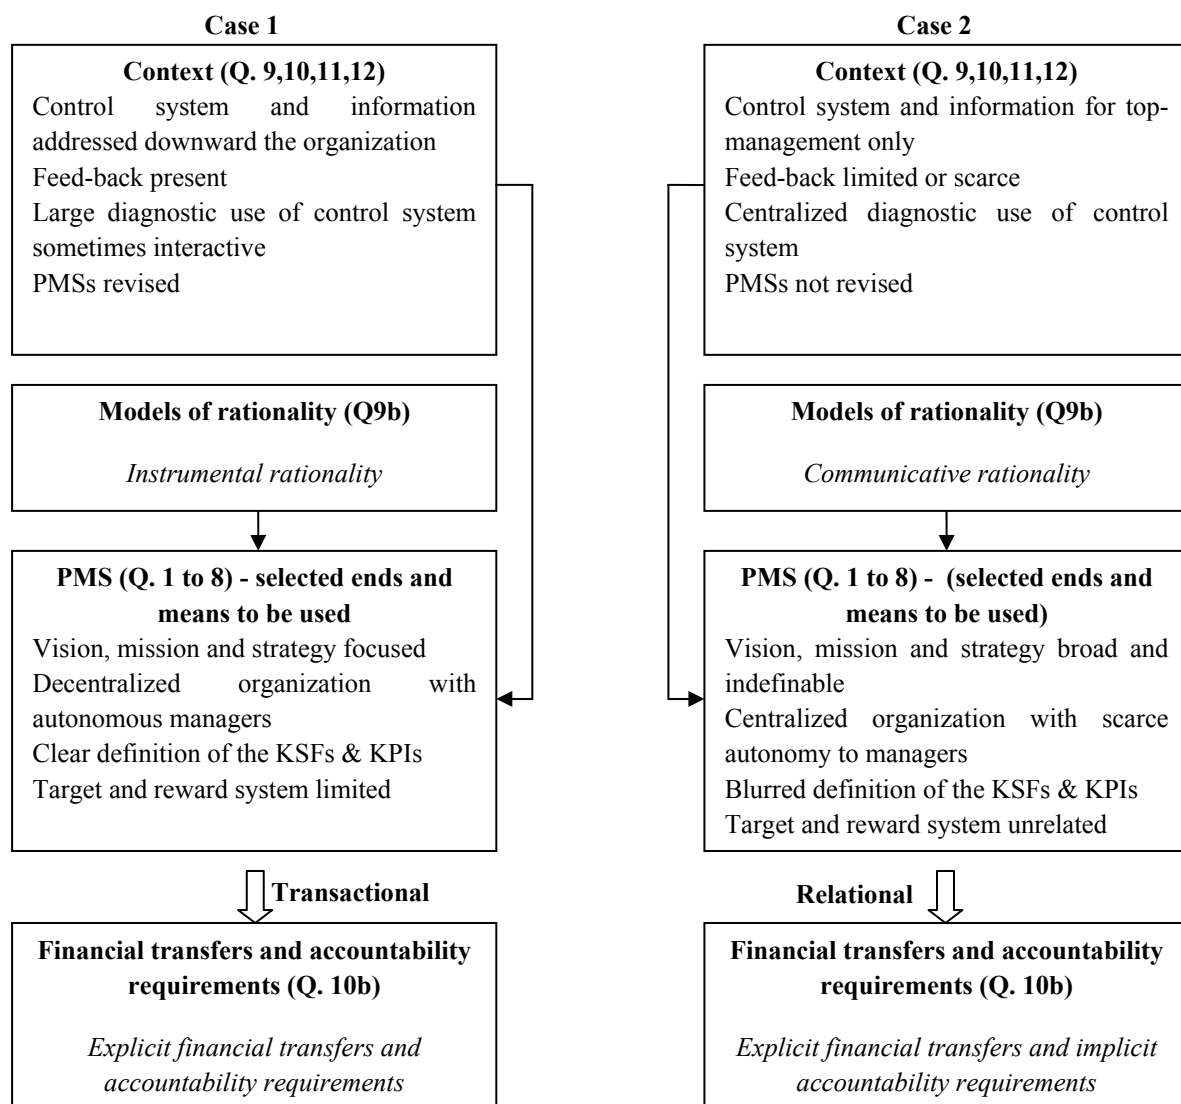 Case 1
Context (Q. 9,10,11,12)
Control system and information
addressed downward the organization
Feed-back present
Large diagnostic use of control system
sometimes interactive
PMSs revised
Models of rationality (Q9b)
Instrumental rationality
PMS (Q. 1 to 8) - selected ends and
means to be used
Vision, mission and strategy focused
Decentralized organization with
autonomous managers
Clear definition of the KSFs & KPIs
Target and reward system limited
Transactional
Financial transfers and accountability
requirements (Q. 10b)
Explicit financial transfers and
accountability requirements
Case 2
Context (Q. 9,10,11,12)
Control system and information for top-
management only
Feed-back limited or scarce
Centralized diagnostic use of control
system
PMSs not revised
Models of rationality (Q9b)
Communicative rationality
PMS (Q. 1 to 8) - (selected ends and
means to be used)
Vision, mission and strategy broad and
indefinable
Centralized organization with scarce
autonomy to managers
Blurred definition of the KSFs & KPIs
Target and reward system unrelated
Relational
Financial transfers and accountability
requirements (Q. 10b)
Explicit financial transfers and implicit
accountability requirements